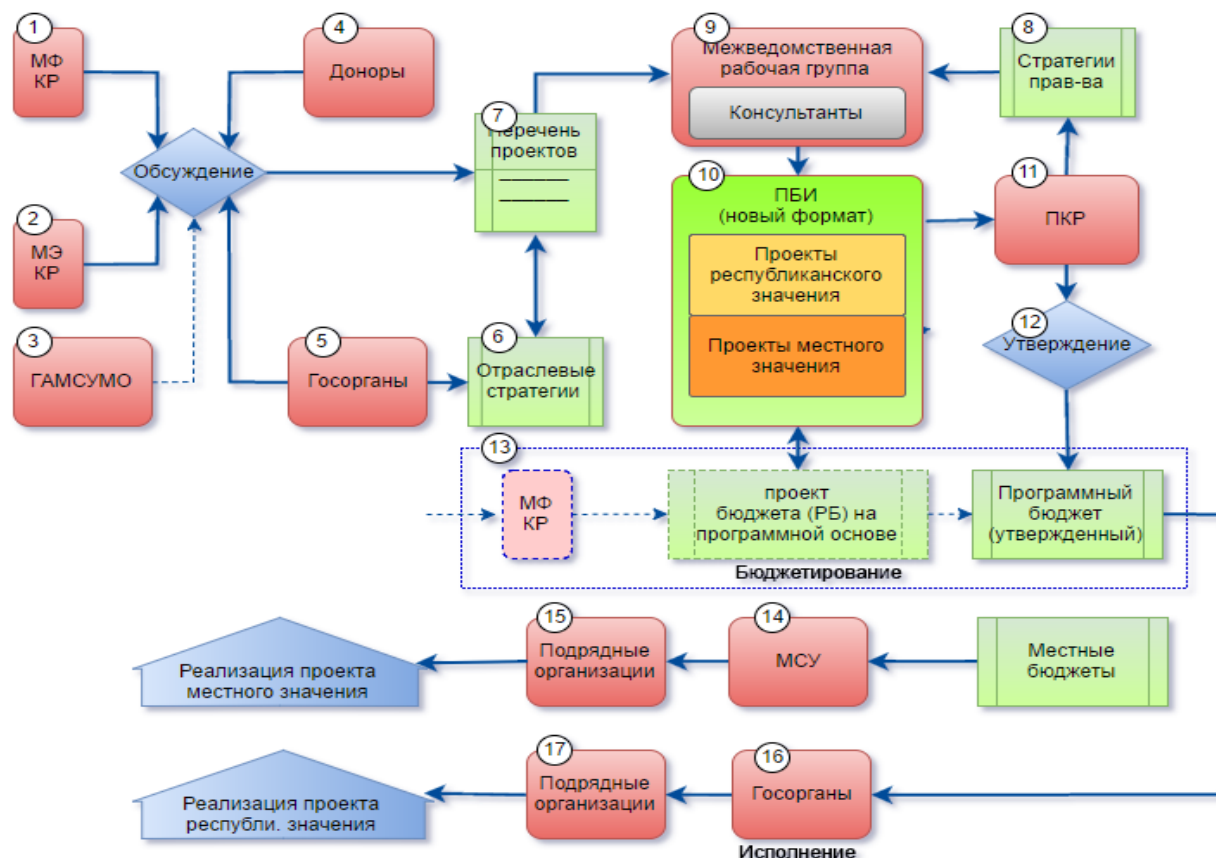 1
МФ
КР
4
Доноры
9
Межведомственная
рабочая группа
Консультанты
8
Стратегии
прав-ва
7
Перечень
проектов
Обсуждение
2
МЭ
КР
10
ПБИ
(новый формат)
Проекты
республиканского
значения
Проекты местного
значения
11
ПКР
3
ГАМСУМО
5
Госорганы
6
Отраслевые
стратегии
12
Утверждение
13
МФ
КР
проект
бюджета (РБ) на
программной основе
Программный
бюджет
(утвержденный)
Бюджетирование
Реализация проекта
местного значения
15
Подрядные
организации
14
МСУ
Местные
бюджеты
Реализация проекта
республи. значения
17
Подрядные
организации
16
Госорганы
Исполнение